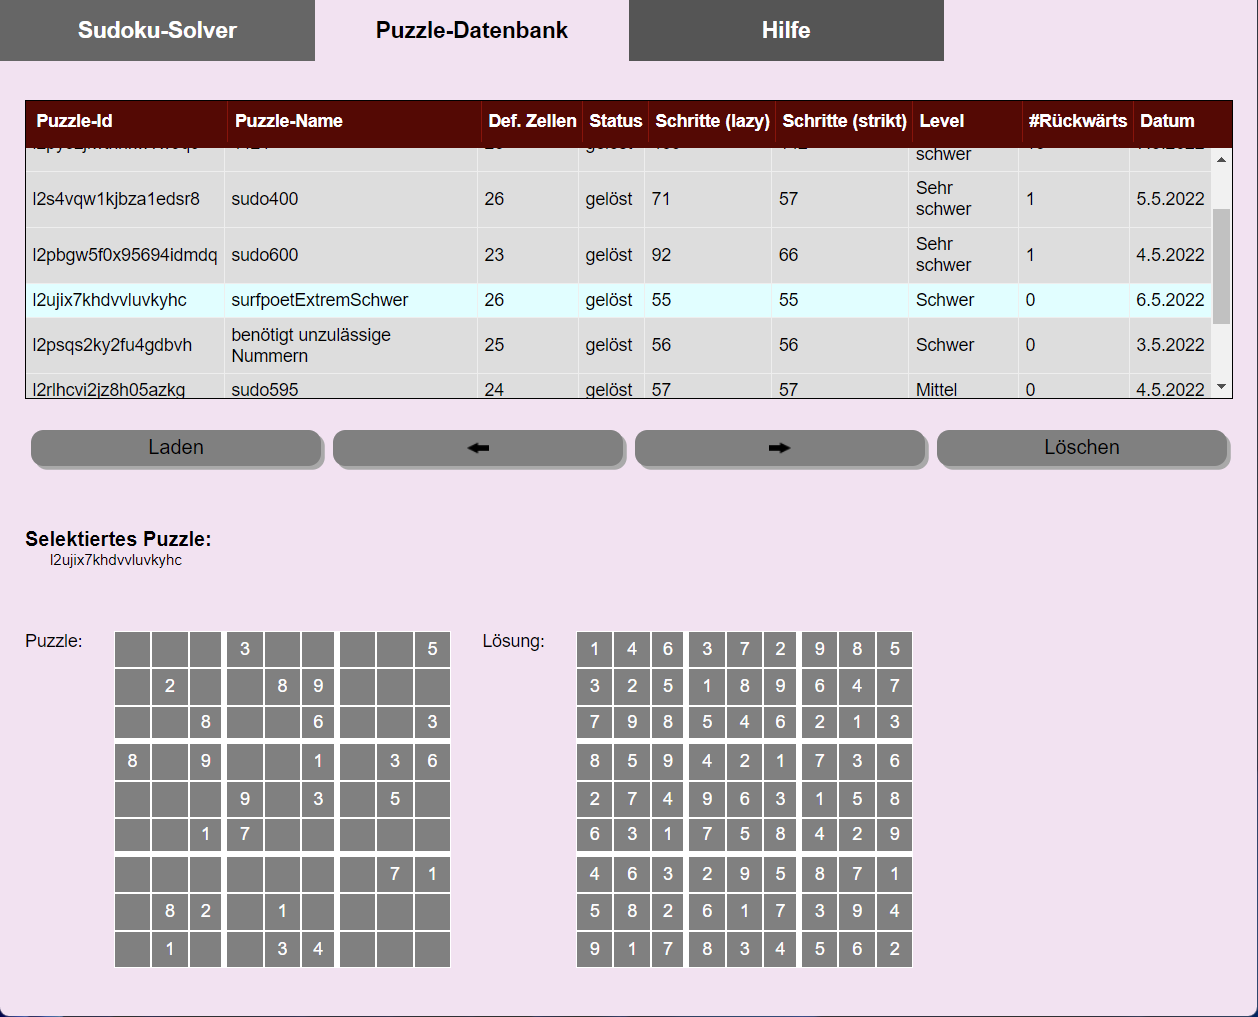 Sudoku-Solver Puzzle-Datenbank Hilfe
Puzzle-Id Puzzle-Name Def. Zellen Status Schritte (lazy) Schritte (strikt) Level #Rückwärts Datum
schwer
l2s4vqw1kjbza1edsr8 sudo400 26 gelöst 71 57 Sehr schwer 1 5.5.2022
l2pbgw5f0x95694idmdq sudo600 23 gelöst 92 66 Sehr schwer 1 4.5.2022
l2ujix7khdvvluvkyhc surfpoetExtremSchwer 26 gelöst 55 55 Schwer 0 6.5.2022
l2psqs2ky2fu4gdbvh benötigt unzulässige Nummern 25 gelöst 56 56 Schwer 0 3.5.2022
l2rlhcvi2jz8h05azkg sudo595 24 gelöst 57 57 Mittel 0 4.5.2022
Laden Löschen
Selektiertes Puzzle:
l2ujix7khdvvluvkyhc
Puzzle:
3 5
2 8 9
8 6 3
8 9 1 3 6
9 3 5
1 7
7 1
8 2 1
1 3 4
Lösung:
1 4 6 3 7 2 9 8 5
3 2 5 1 8 9 6 4 7
7 9 8 5 4 6 2 1 3
8 5 9 4 2 1 7 3 6
2 7 4 9 6 3 1 5 8
6 3 1 7 5 8 4 2 9
4 6 3 2 9 5 8 7 1
5 8 2 6 1 7 3 9 4
9 1 7 8 3 4 5 6 2